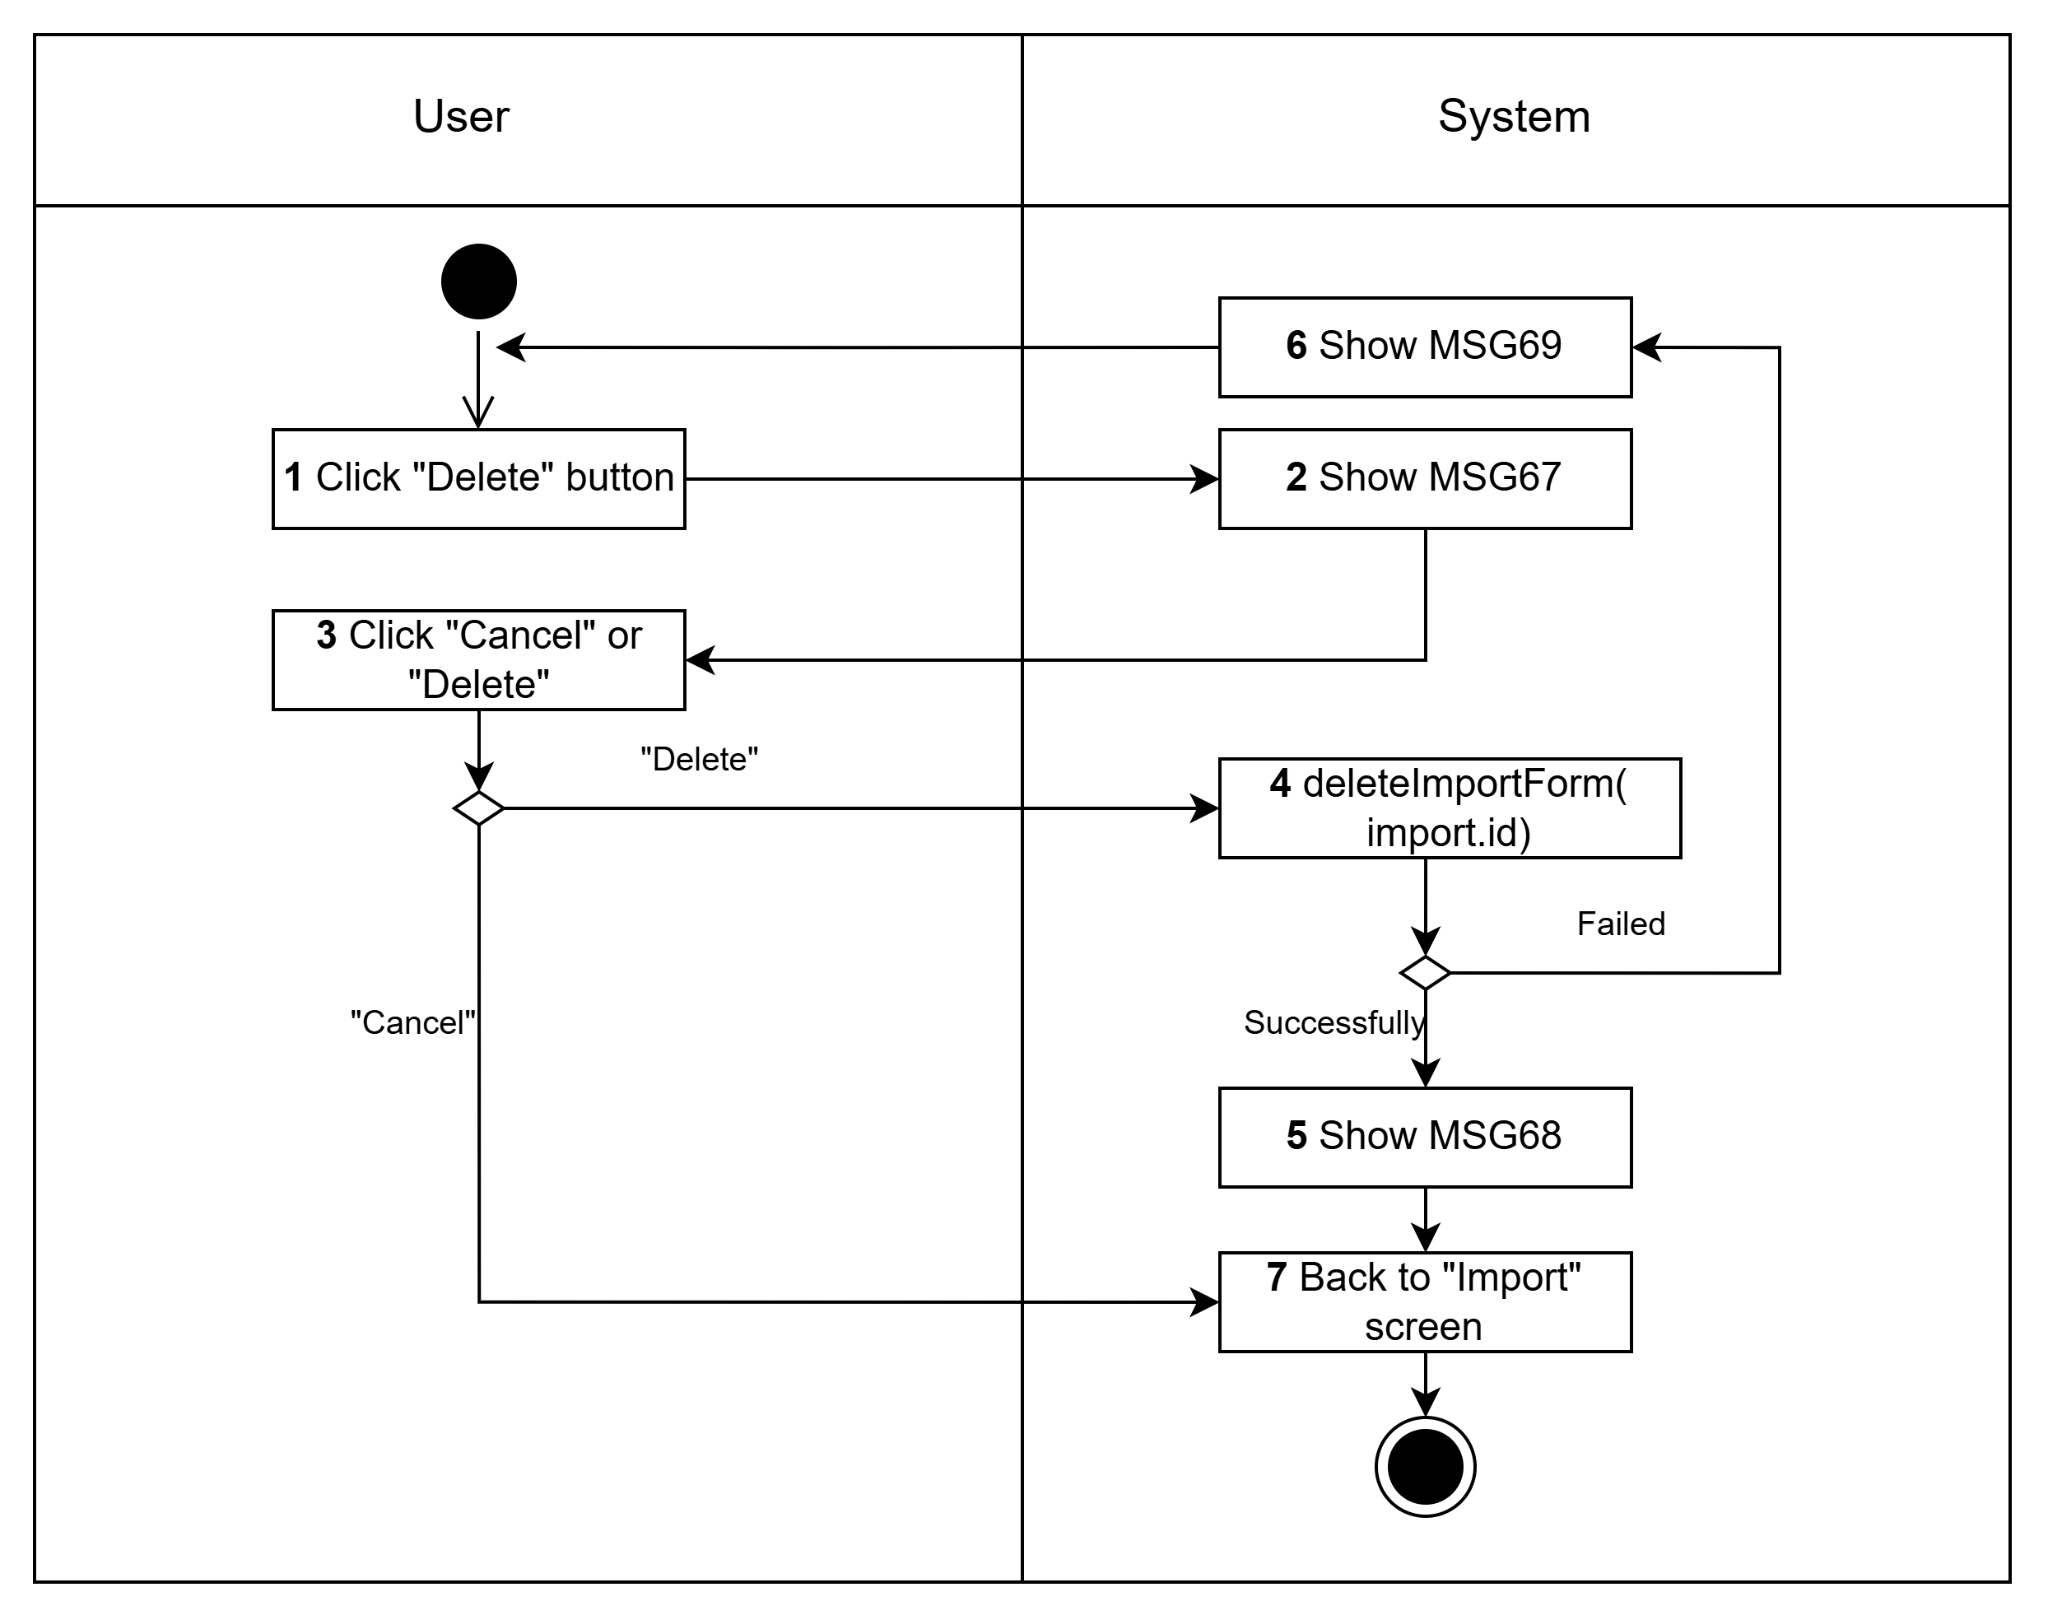 User
System
6 Show MSG69
1 Click "Delete" button
2 Show MSG67
3 Click "Cancel" or
"Delete"
"Delete"
4 deleteImportForm(
import.id)
Failed
"Cancel"
Successfully
5 Show MSG68
7 Back to "Import"
screen